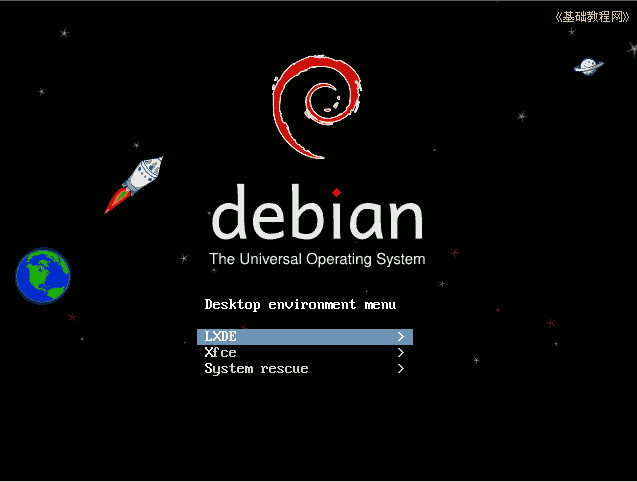 《基础教程网》
debian
The Universal Operating System
Desktop environment menu
LXDE >
Xfce >
System rescue >